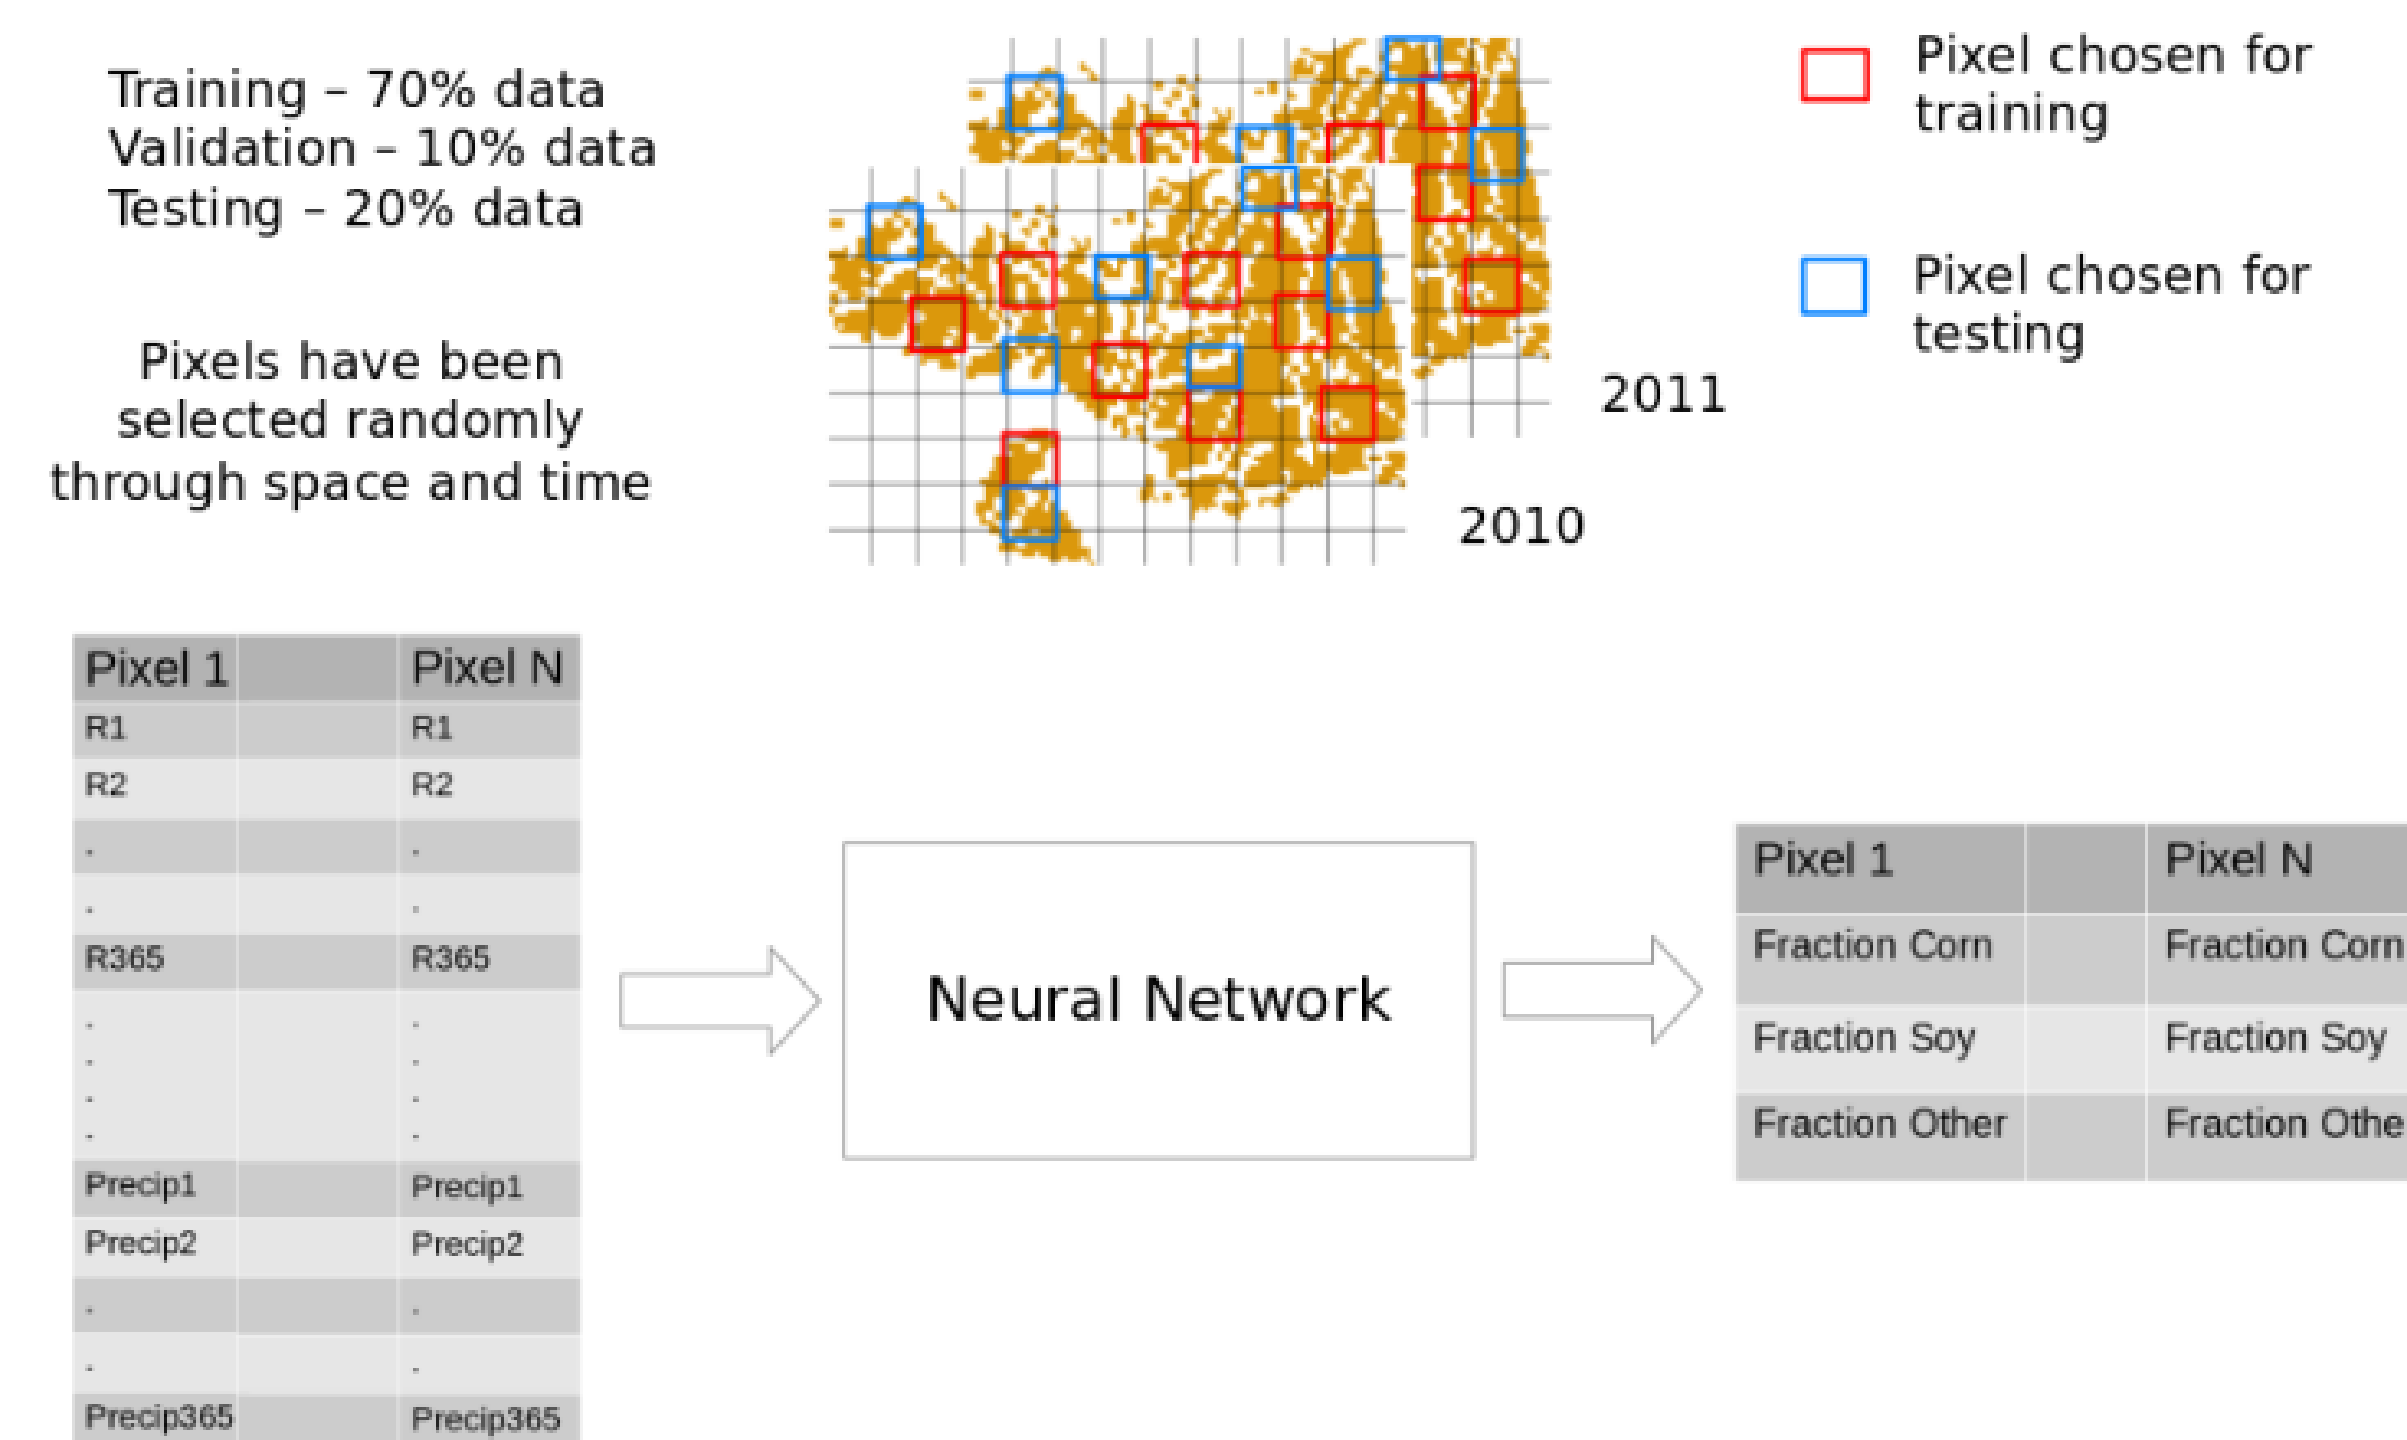 Training – 70% data
Validation – 10% data
Testing – 20% data
Pixels have been
selected randomly
through space and time
2011
2010
Pixel chosen for
training
Pixel chosen for
testing
Pixel 1 Pixel N
R1 R1
R2 R2
. .
. .
R365 R365
. .
. .
. .
. .
Precip1 Precip1
Precip2 Precip2
. .
. .
Precip365 Precip365
Neural Network
Pixel 1 Pixel N
Fraction Corn Fraction Corn
Fraction Soy Fraction Soy
Fraction Other Fraction Othe